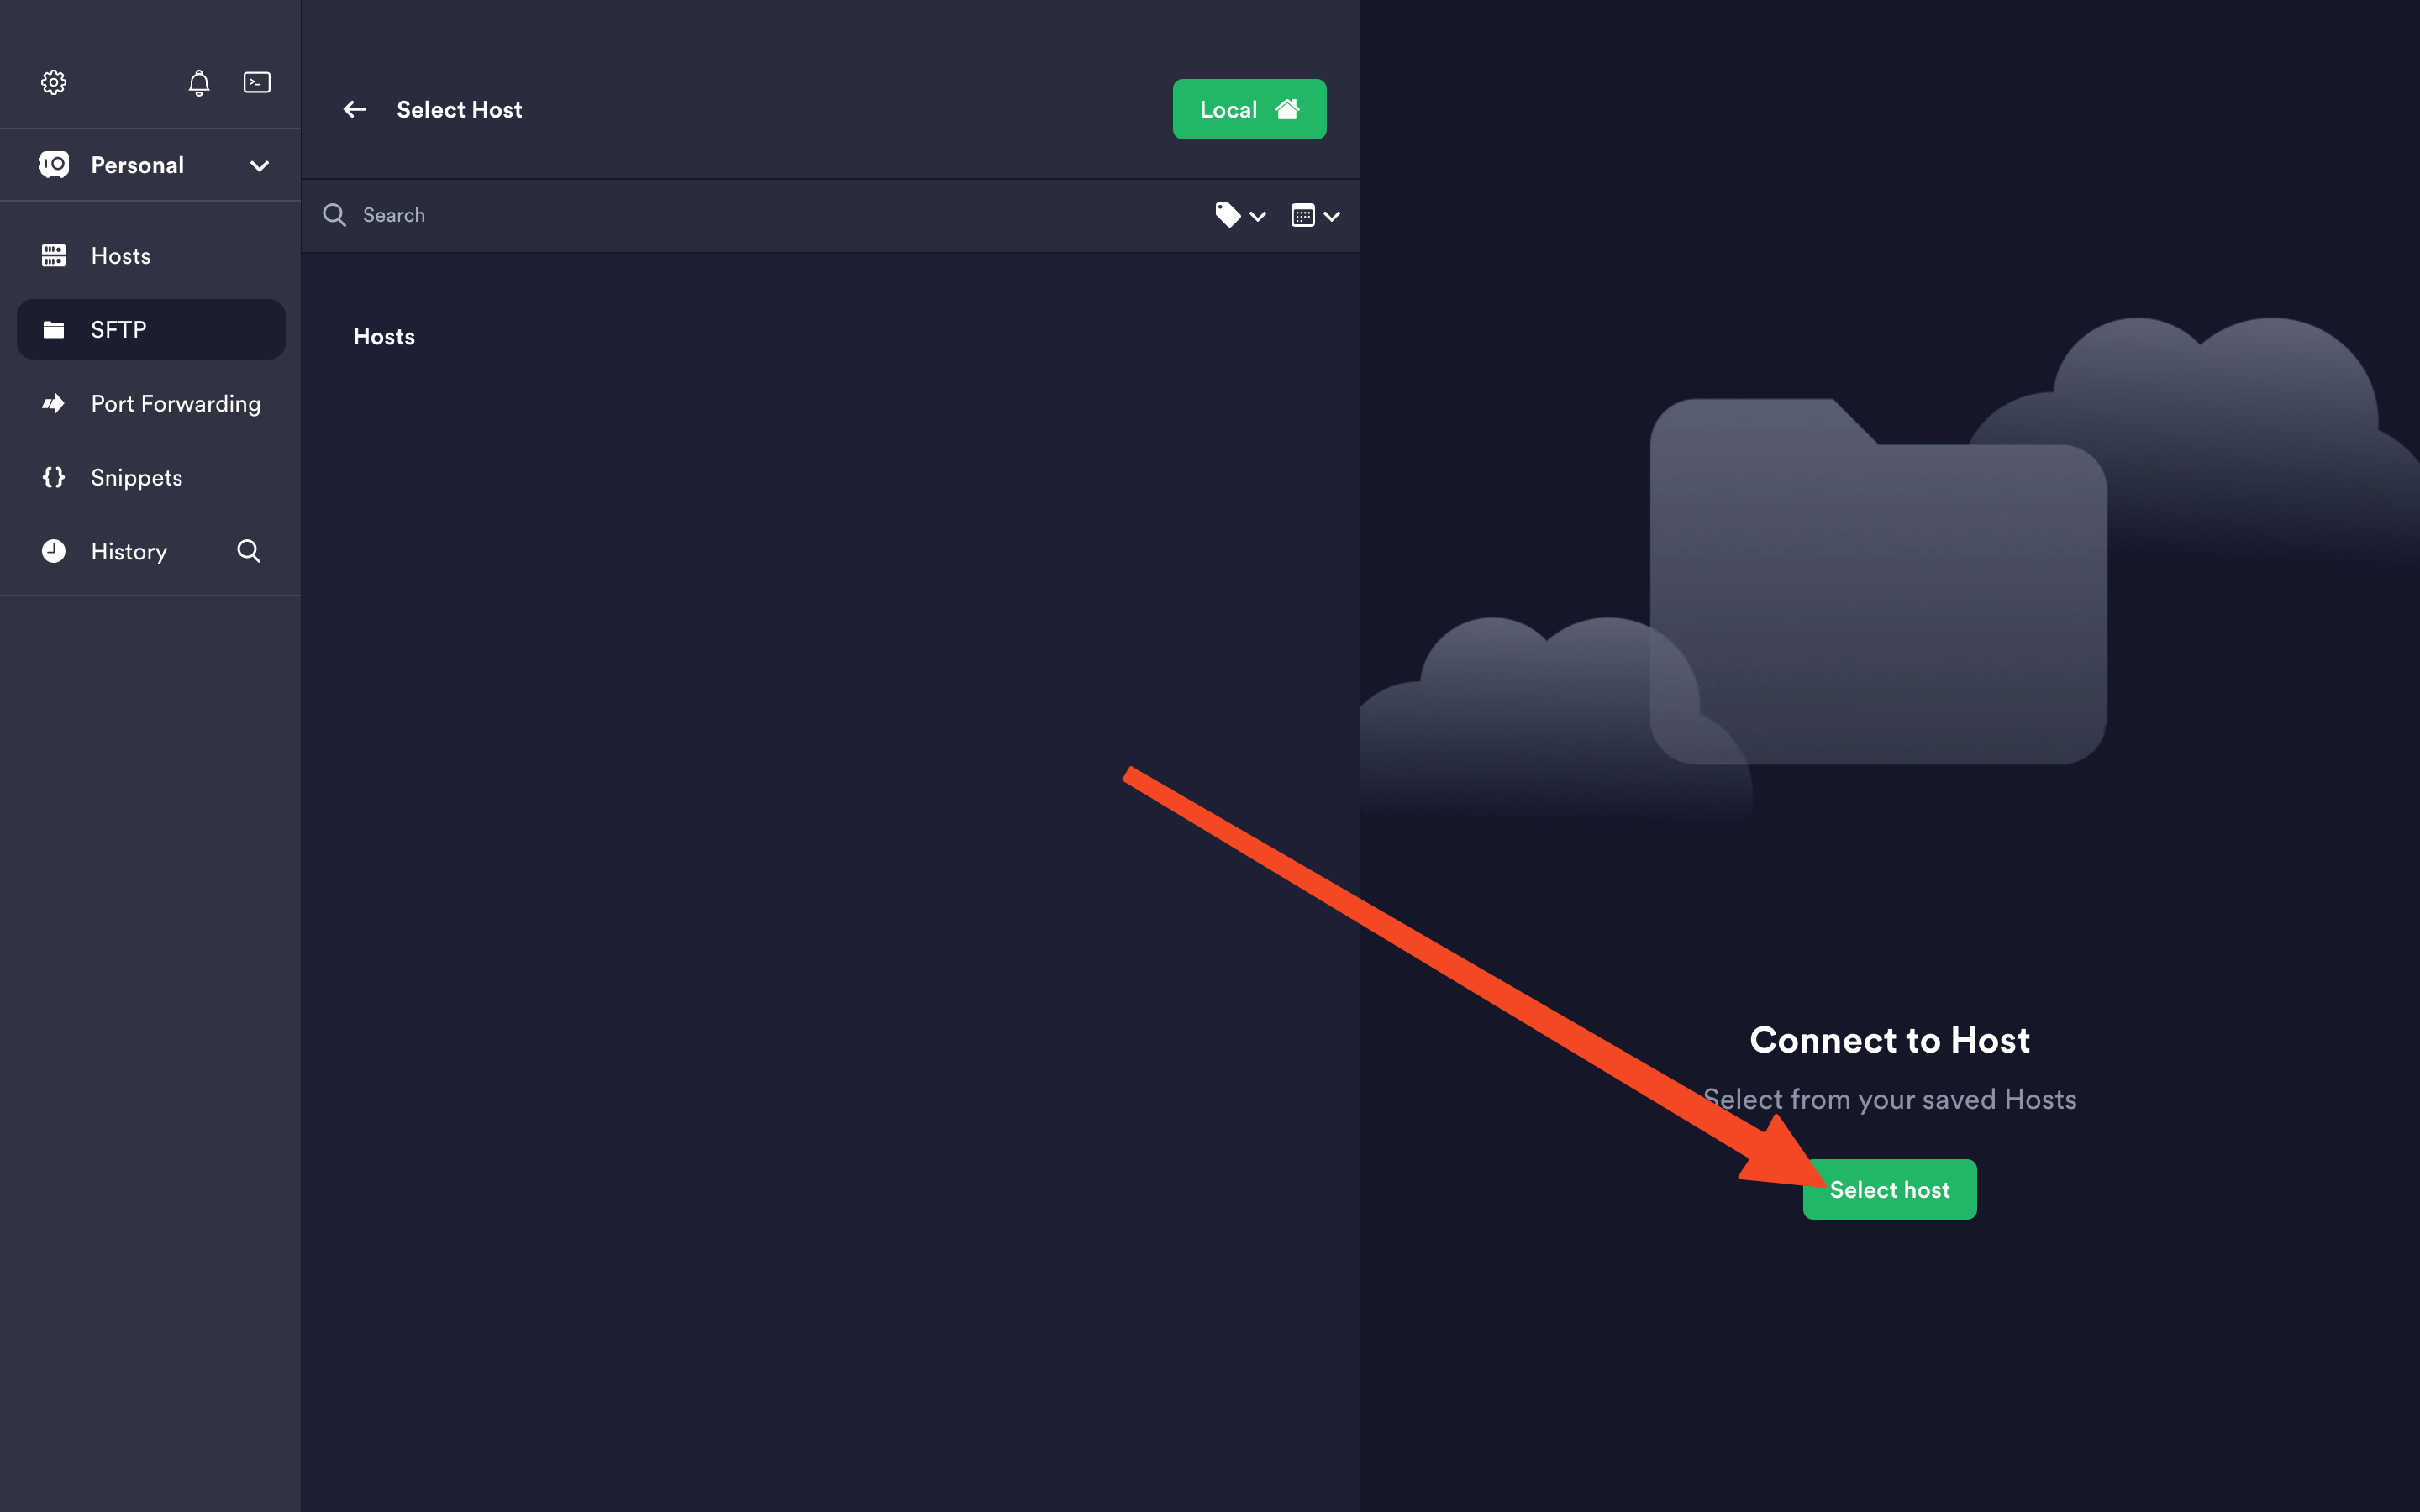 Personal
Hosts
SFTP
Port Forwarding
Snippets
History
Select Host
Local
Search
Hosts
Connect to Host
Select from your saved Hosts
Select host